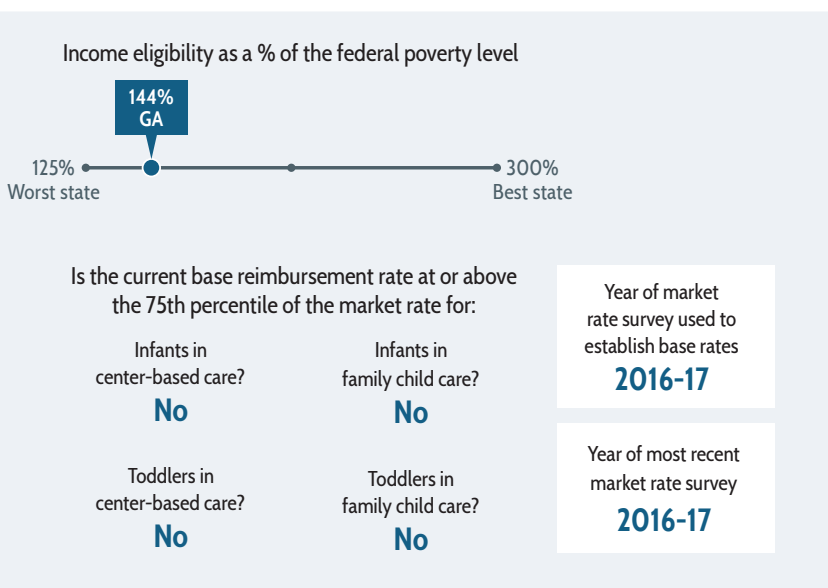 Income eligibility as a % of the federal poverty level
144%
GA
125%
Worst state
300%
Best state
Is the current base reimbursement rate at or above
the 75th percentile of the market rate for:
Infants in
center-based care?
No
Infants in
family child care?
No
Toddlers in
center-based care?
No
Toddlers in
family child care?
No
Year of market
rate survey used to
establish base rates
2016-17
Year of most recent
market rate survey
2016-17